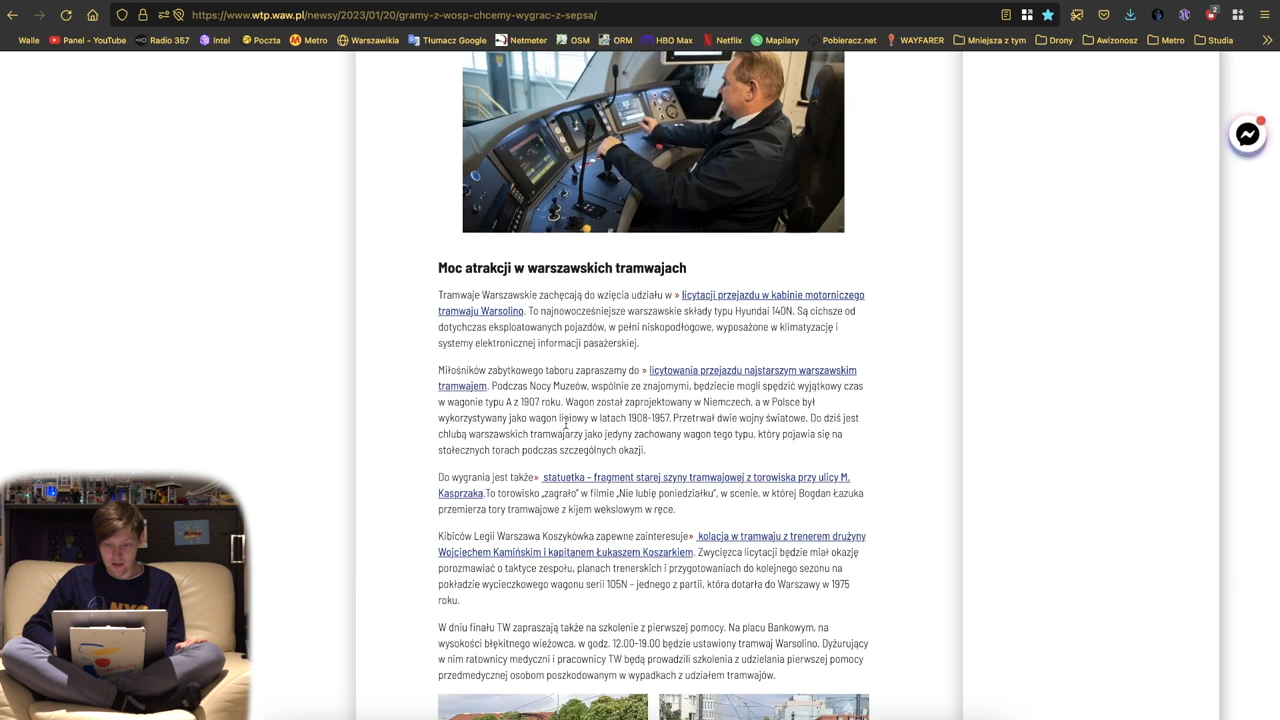 https://www.wtp.waw.pl/newsy/2023/01/20/gramy-z-wosp-chcemy-wygrac-z-sepsa/
2
Walle Panel - YouTube Radio 357 Intel Poczta Metro Warszawikia Tłumacz Google Netmeter OSM ORM HBO Max Netflix Mapilary Pobieracz.net WAYFARER Mniejsza z tym Drony Awizonosz Metro Studia
Moc atrakcji w warszawskich tramwajach
Tramwaje Warszawskie zachęcają do wzięcia udziału w » licytacji przejazdu w kabinie motorniczego
tramwaju Warsolino. To najnowocześniejsze warszawskie składy typu Hyundai 140N. Są cichsze od
dotychczas eksploatowanych pojazdów, w pełni niskopodłogowe, wyposażone w klimatyzację i
systemy elektronicznej informacji pasażerskiej.
Miłośników zabytkowego taboru zapraszamy do » licytowania przejazdu najstarszym warszawskim
tramwajem. Podczas Nocy Muzeów, wspólnie ze znajomymi, będziecie mogli spędzić wyjątkowy czas
w wagonie typu A z 1907 roku. Wagon został zaprojektowany w Niemczech, a w Polsce był
wykorzystywany jako wagon liniowy w latach 1908-1957. Przetrwał dwie wojny światowe. Do dziś jest
chlubą warszawskich tramwajarzy jako jedyny zachowany wagon tego typu, który pojawia się na
stołecznych torach podczas szczególnych okazji.
Do wygrania jest także» statuetka – fragment starej szyny tramwajowej z torowiska przy ulicy M.
Kasprzaka.To torowisko „zagrało” w filmie „Nie lubię poniedziałku”, w scenie, w której Bogdan Łazuka
przemierza tory tramwajowe z kijem wekslowym w ręce.
Kibiców Legii Warszawa Koszykówka zapewne zainteresuje» kolacja w tramwaju z trenerem drużyny
Wojciechem Kamińskim i kapitanem Łukaszem Koszarkiem. Zwycięzca licytacji będzie miał okazję
porozmawiać o taktyce zespołu, planach trenerskich i przygotowaniach do kolejnego sezonu na
pokładzie wycieczkowego wagonu serii 105N – jednego z partii, która dotarła do Warszawy w 1975
roku.
W dniu finału TW zapraszają także na szkolenie z pierwszej pomocy. Na placu Bankowym, na
wysokości błękitnego wieżowca, w godz. 12.00-19.00 będzie ustawiony tramwaj Warsolino. Dyżurujący
w nim ratownicy medyczni i pracownicy TW będą prowadzili szkolenia z udzielania pierwszej pomocy
przedmedycznej osobom poszkodowanym w wypadkach z udziałem tramwajów.